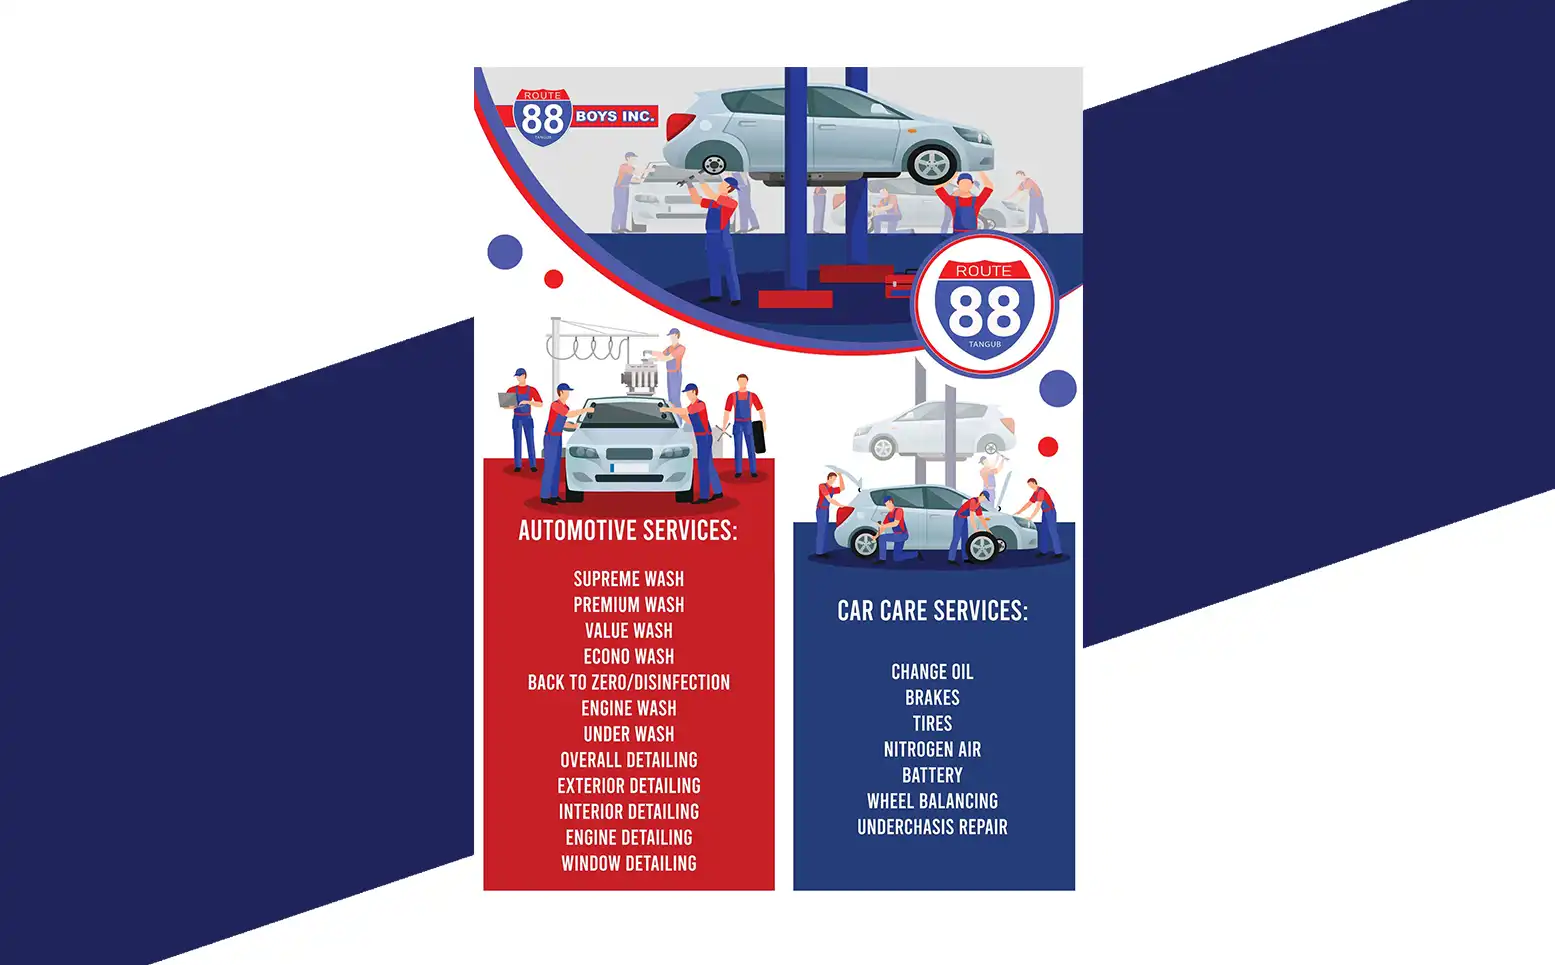 ROUTE
88
TANGUB
BOYS INC.
ROUTE
88
TANGUB
AUTOMOTIVE SERVICES:
SUPREME WASH
PREMIUM WASH
VALUE WASH
ECONO WASH
BACK TO ZERO/DISINFECTION
ENGINE WASH
UNDER WASH
OVERALL DETAILING
EXTERIOR DETAILING
INTERIOR DETAILING
ENGINE DETAILING
WINDOW DETAILING
CAR CARE SERVICES:
CHANGE OIL
BRAKES
TIRES
NITROGEN AIR
BATTERY
WHEEL BALANCING
UNDERCHASIS REPAIR